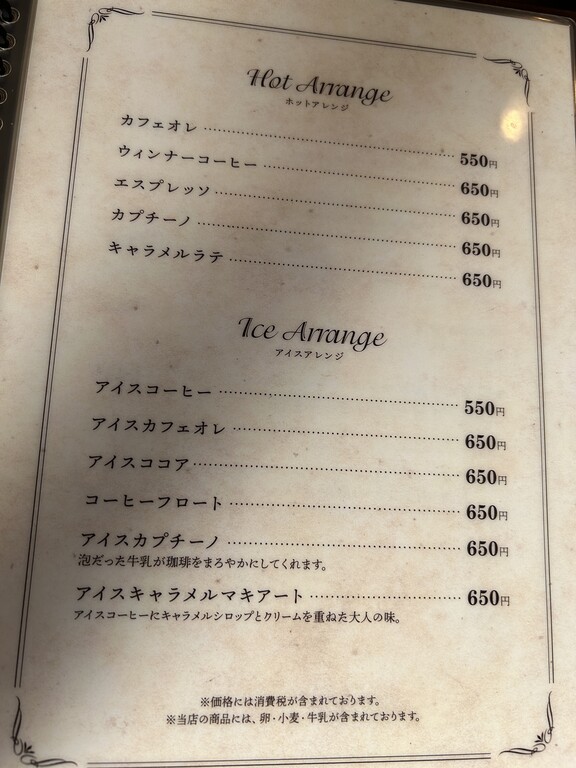 Hot Arrange
ホットアレンジ
カフェオレ 550円
ウィンナーコーヒー 650円
エスプレッソ 650円
カプチーノ 650円
キャラメルラテ 650円
Ice Arrange
アイスアレンジ
アイスコーヒー 550円
アイスカフェオレ 650円
アイスココア 650円
コーヒーフロート 650円
アイスカプチーノ 650円
泡だった牛乳が珈琲をまろやかにしてくれます。
アイスキャラメルマキアート 650円
アイスコーヒーにキャラメルシロップとクリームを重ねた大人の味。
※価格には消費税が含まれております。
※当店の商品には、卵・小麦・牛乳が含まれております。